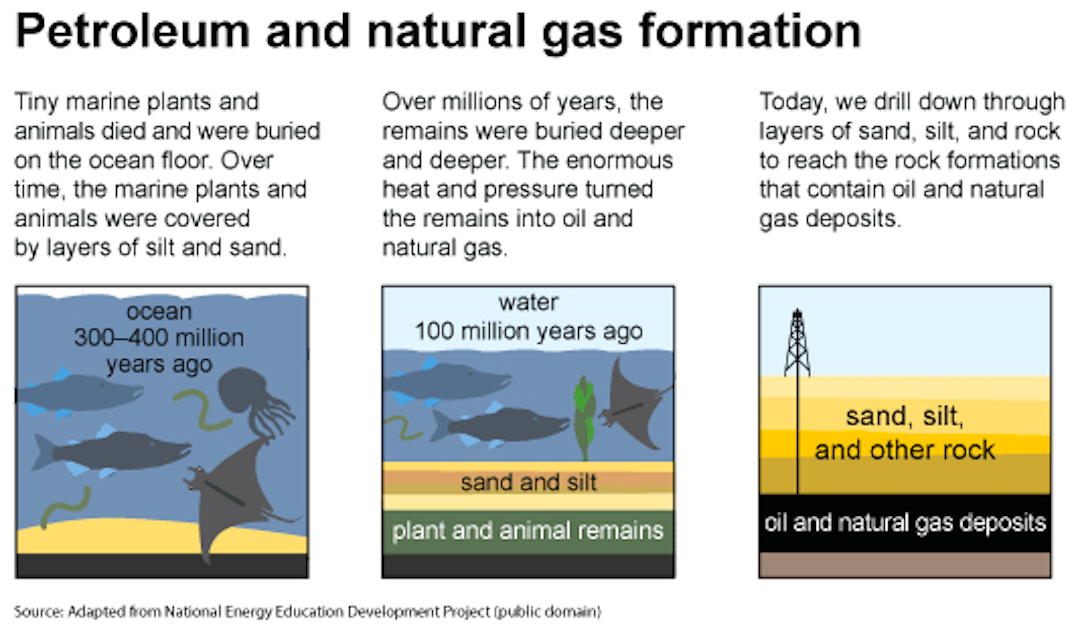 Petroleum and natural gas formation
Tiny marine plants and
animals died and were buried
on the ocean floor. Over
time, the marine plants and
animals were covered
by layers of silt and sand.
Over millions of years, the
remains were buried deeper
and deeper. The enormous
heat and pressure turned
the remains into oil and
natural gas.
Today, we drill down through
layers of sand, silt, and rock
to reach the rock formations
that contain oil and natural
gas deposits.
ocean
300–400 million
years ago
water
100 million years ago
sand and silt
plant and animal remains
sand, silt,
and other rock
oil and natural gas deposits
Source: Adapted from National Energy Education Development Project (public domain)